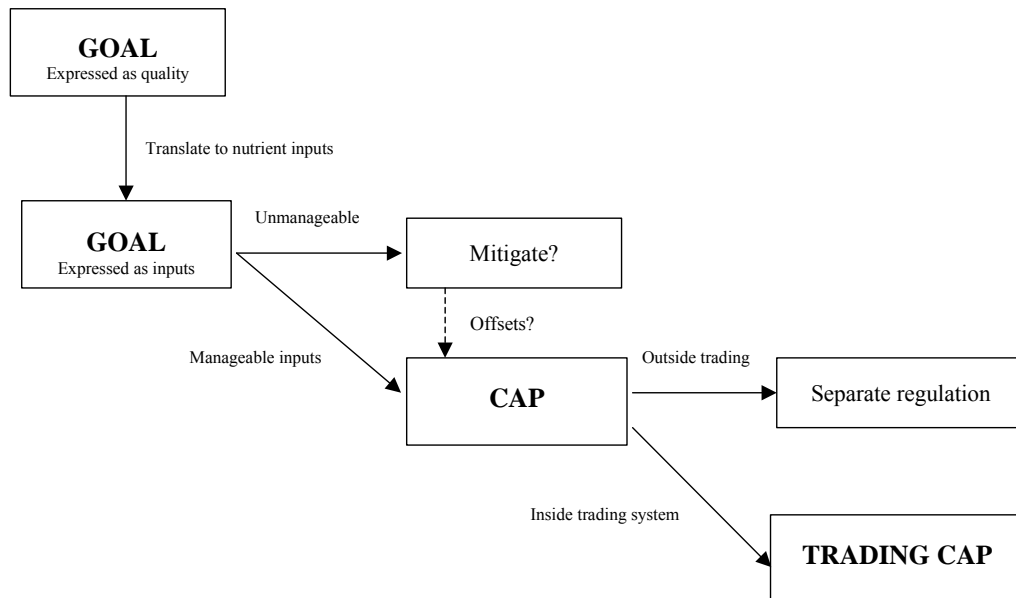 GOAL
Expressed as quality
Translate to nutrient inputs
GOAL
Expressed as inputs
Unmanageable
Mitigate?
Offsets?
Manageable inputs
CAP
Outside trading
Separate regulation
Inside trading system
TRADING CAP